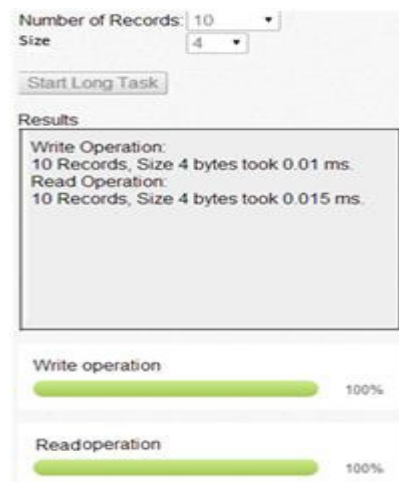 Number of Records: 10
Size 4
Start Long Task
Results
Write Operation:
10 Records, Size 4 bytes took 0.01 ms.
Read Operation:
10 Records, Size 4 bytes took 0.015 ms.
Write operation
100%
Readoperation
100%